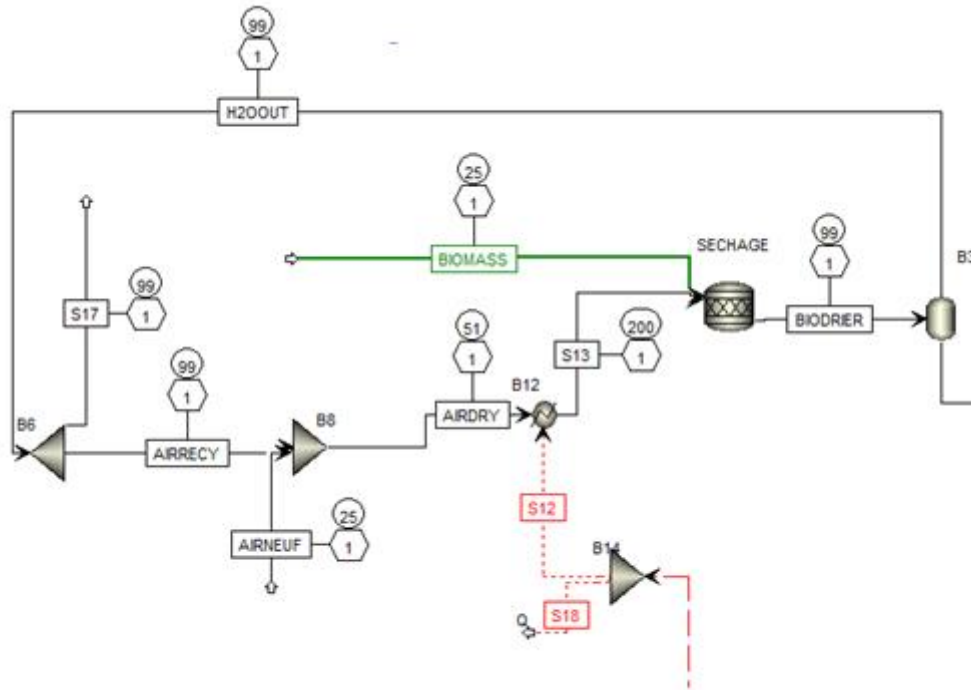 99
1
H2OOUT
25
1
BIOMASS
SECHAGE
99
1
BIODRIER
99
1
S17
51
1
AIRDRY
200
1
S13
B12
99
1
AIRRECY
B6
B8
S12
25
1
AIRNEUF
B14
S18
Q